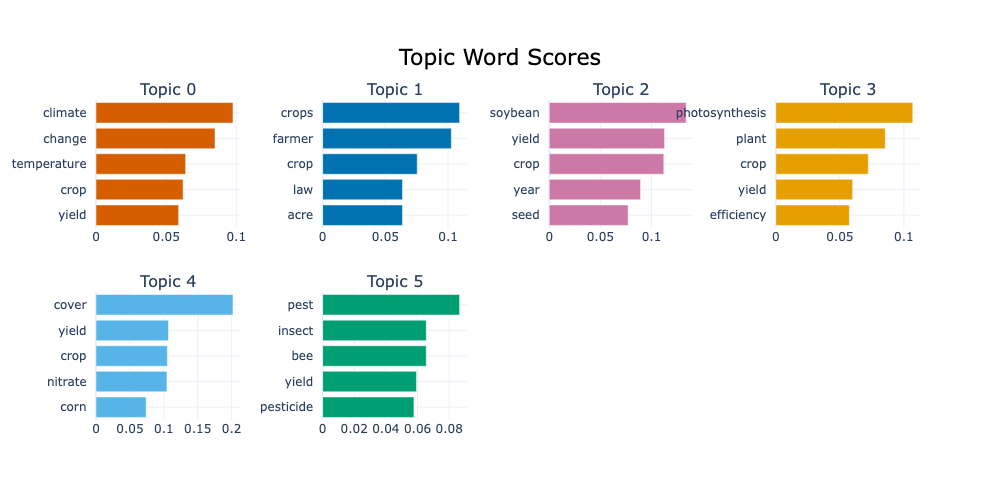 Topic Word Scores
Topic 0
climate
change
temperature
crop
yield
0 0.05 0.1
Topic 1
crops
farmer
crop
law
acre
0 0.05 0.1
Topic 2
soybean
yield
crop
year
seed
0 0.05 0.1
Topic 3
photosynthesis
plant
crop
yield
efficiency
0 0.05 0.1
Topic 4
cover
yield
crop
nitrate
corn
0 0.05 0.1 0.15 0.2
Topic 5
pest
insect
bee
yield
pesticide
0 0.02 0.04 0.06 0.08